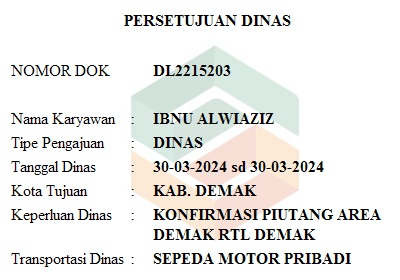 PERSETUJUAN DINAS
NOMOR DOK DL2215203
Nama Karyawan : IBNU ALWIAZIZ
Tipe Pengajuan : DINAS
Tanggal Dinas : 30-03-2024 sd 30-03-2024
Kota Tujuan : KAB. DEMAK
Keperluan Dinas : KONFIRMASI PIUTANG AREA
DEMAK RTL DEMAK
Transportasi Dinas : SEPEDA MOTOR PRIBADI